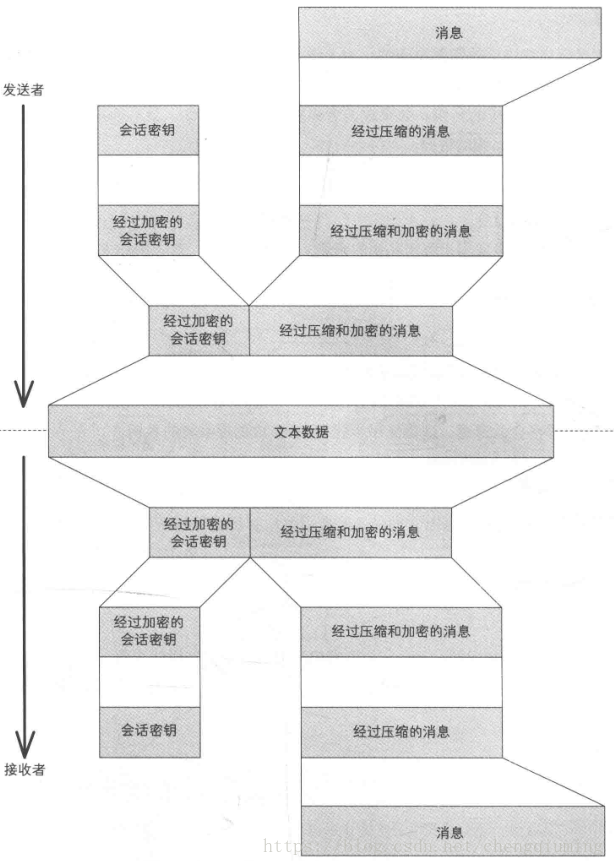 消息
发送者
会话密钥
经过压缩的消息
经过加密的
会话密钥
经过压缩和加密的消息
经过加密的
会话密钥
经过压缩和加密的消息
文本数据
经过加密的
会话密钥
经过压缩和加密的消息
经过加密的
会话密钥
经过压缩和加密的消息
会话密钥
经过压缩的消息
接收者
消息
https://blog.csdn.net/chengqiuming